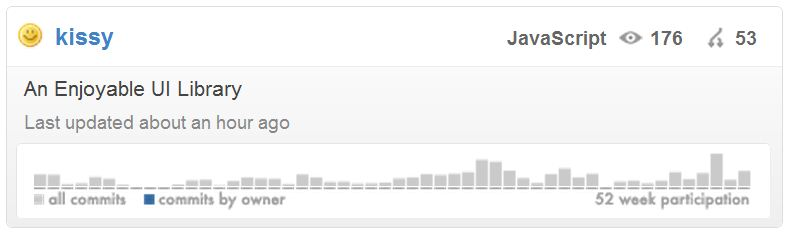 kissy JavaScript 176 53
An Enjoyable UI Library
Last updated about an hour ago
all commits commits by owner 52 week participation